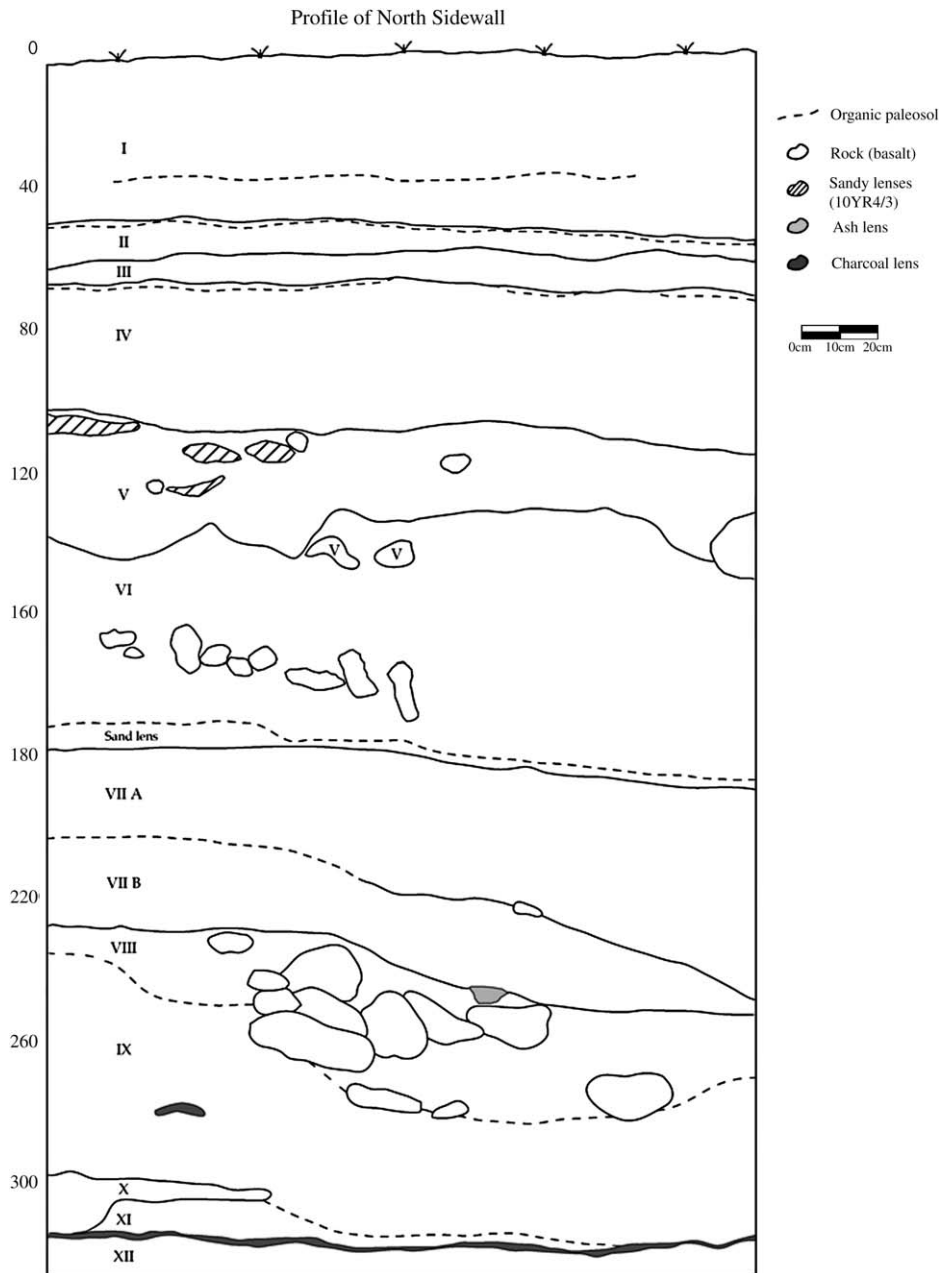 Profile of North Sidewall
0
40
80
120
160
180
220
260
300
I
II
III
IV
V
V
V
VI
Sand lens
VII A
VII B
VIII
IX
X
XI
XII
Organic paleosol
Rock (basalt)
Sandy lenses
(10YR4/3)
Ash lens
Charcoal lens
0cm 10cm 20cm